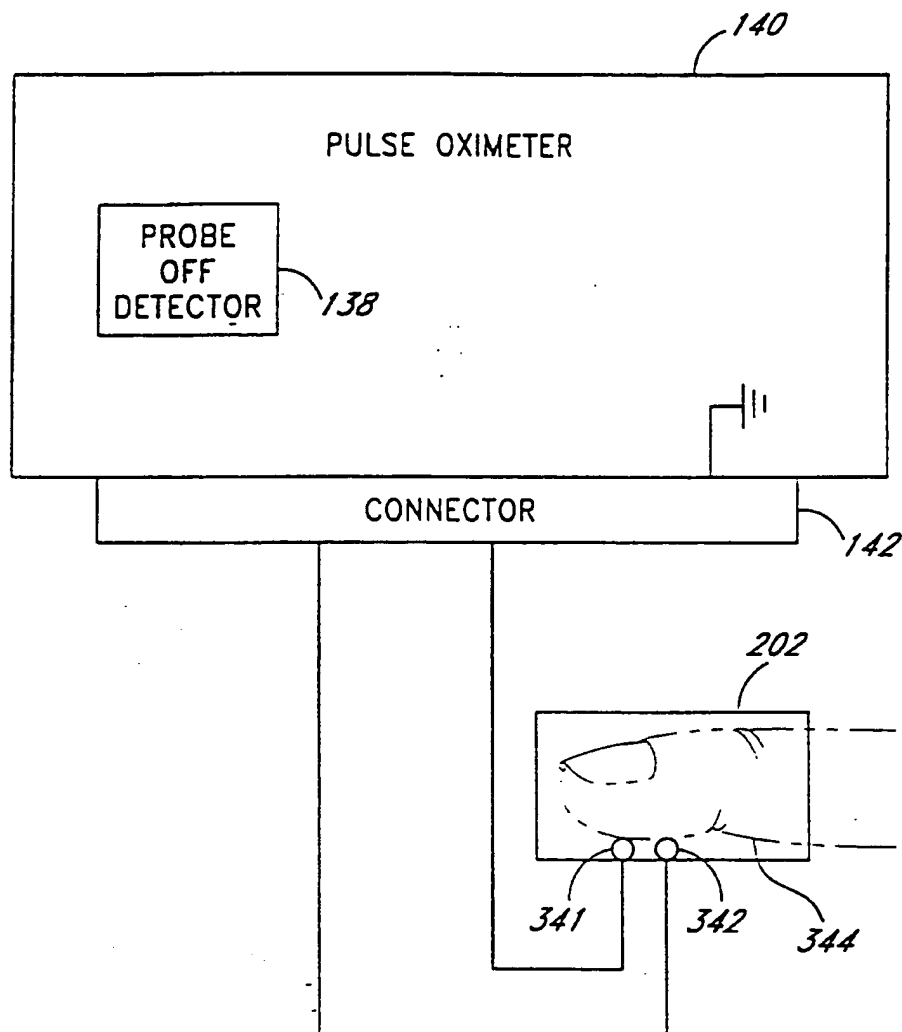 140
PULSE OXIMETER
PROBE
OFF
DETECTOR
138
CONNECTOR
142
202
341
342
344